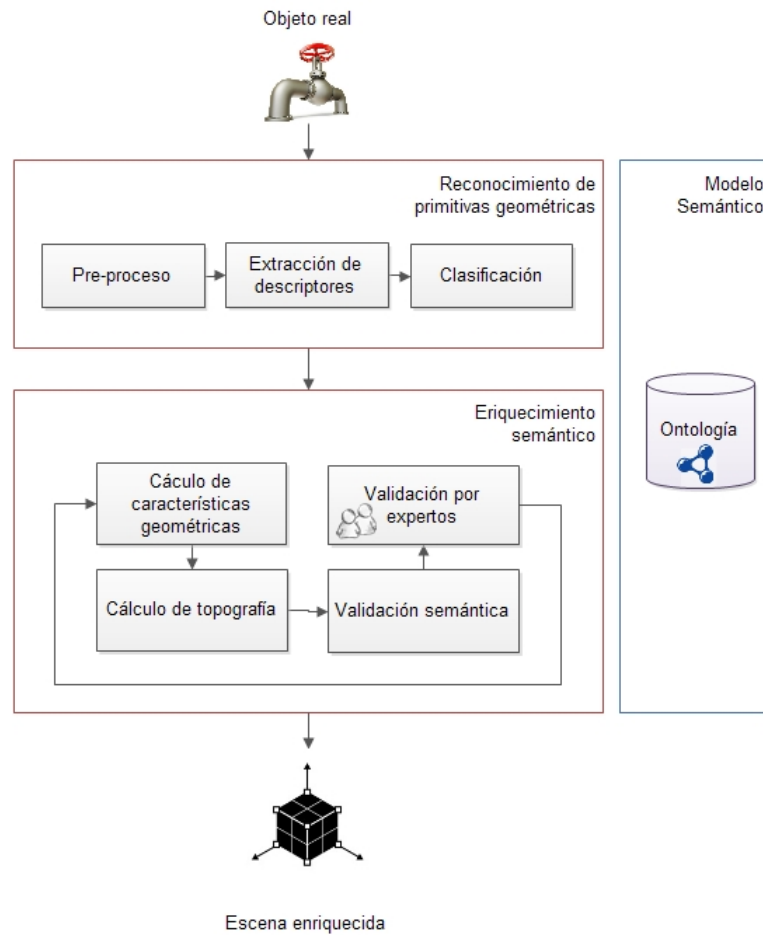 Objeto real
Reconocimiento de
primitivas geométricas
Modelo
Semántico
Pre-proceso
Extracción de
descriptores
Clasificación
Eriquecimiento
semántico
Ontología
Cáculo de
características
geométricas
Validación por
expertos
Cálculo de topografía
Validación semántica
Escena enriquecida